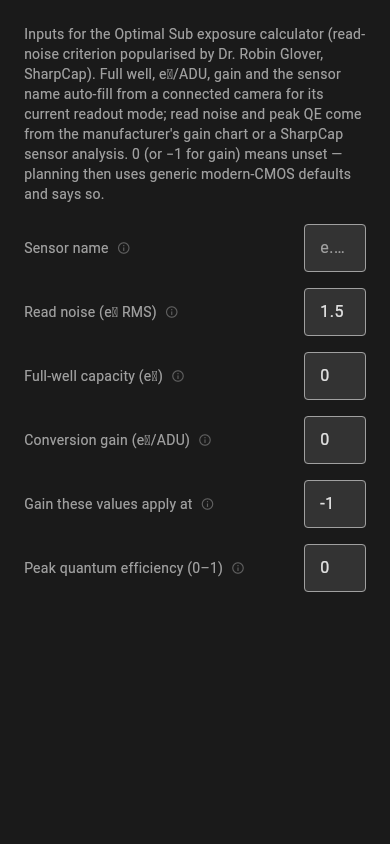 Inputs for the Optimal Sub exposure calculator (read-
noise criterion popularised by Dr. Robin Glover,
SharpCap). Full well, e▯/ADU, gain and the sensor
name auto-fill from a connected camera for its
current readout mode; read noise and peak QE come
from the manufacturer's gain chart or a SharpCap
sensor analysis. 0 (or −1 for gain) means unset —
planning then uses generic modern-CMOS defaults
and says so.
Sensor name e.…
Read noise (e▯ RMS) 1.5
Full-well capacity (e▯) 0
Conversion gain (e▯/ADU) 0
Gain these values apply at -1
Peak quantum efficiency (0–1) 0